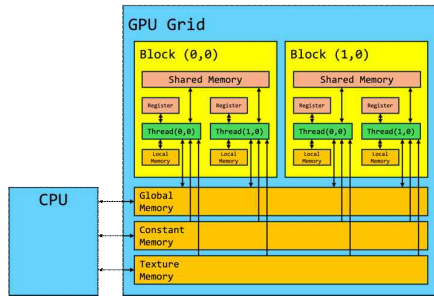 GPU Grid
Block (0,0)
Block (1,0)
Shared Memory
Shared Memory
Register
Register
Register
Register
Thread(0,0)
Thread(1,0)
Thread(0,0)
Thread(1,0)
Local
Memory
Local
Memory
Local
Memory
Local
Memory
CPU
Global
Memory
Constant
Memory
Texture
Memory